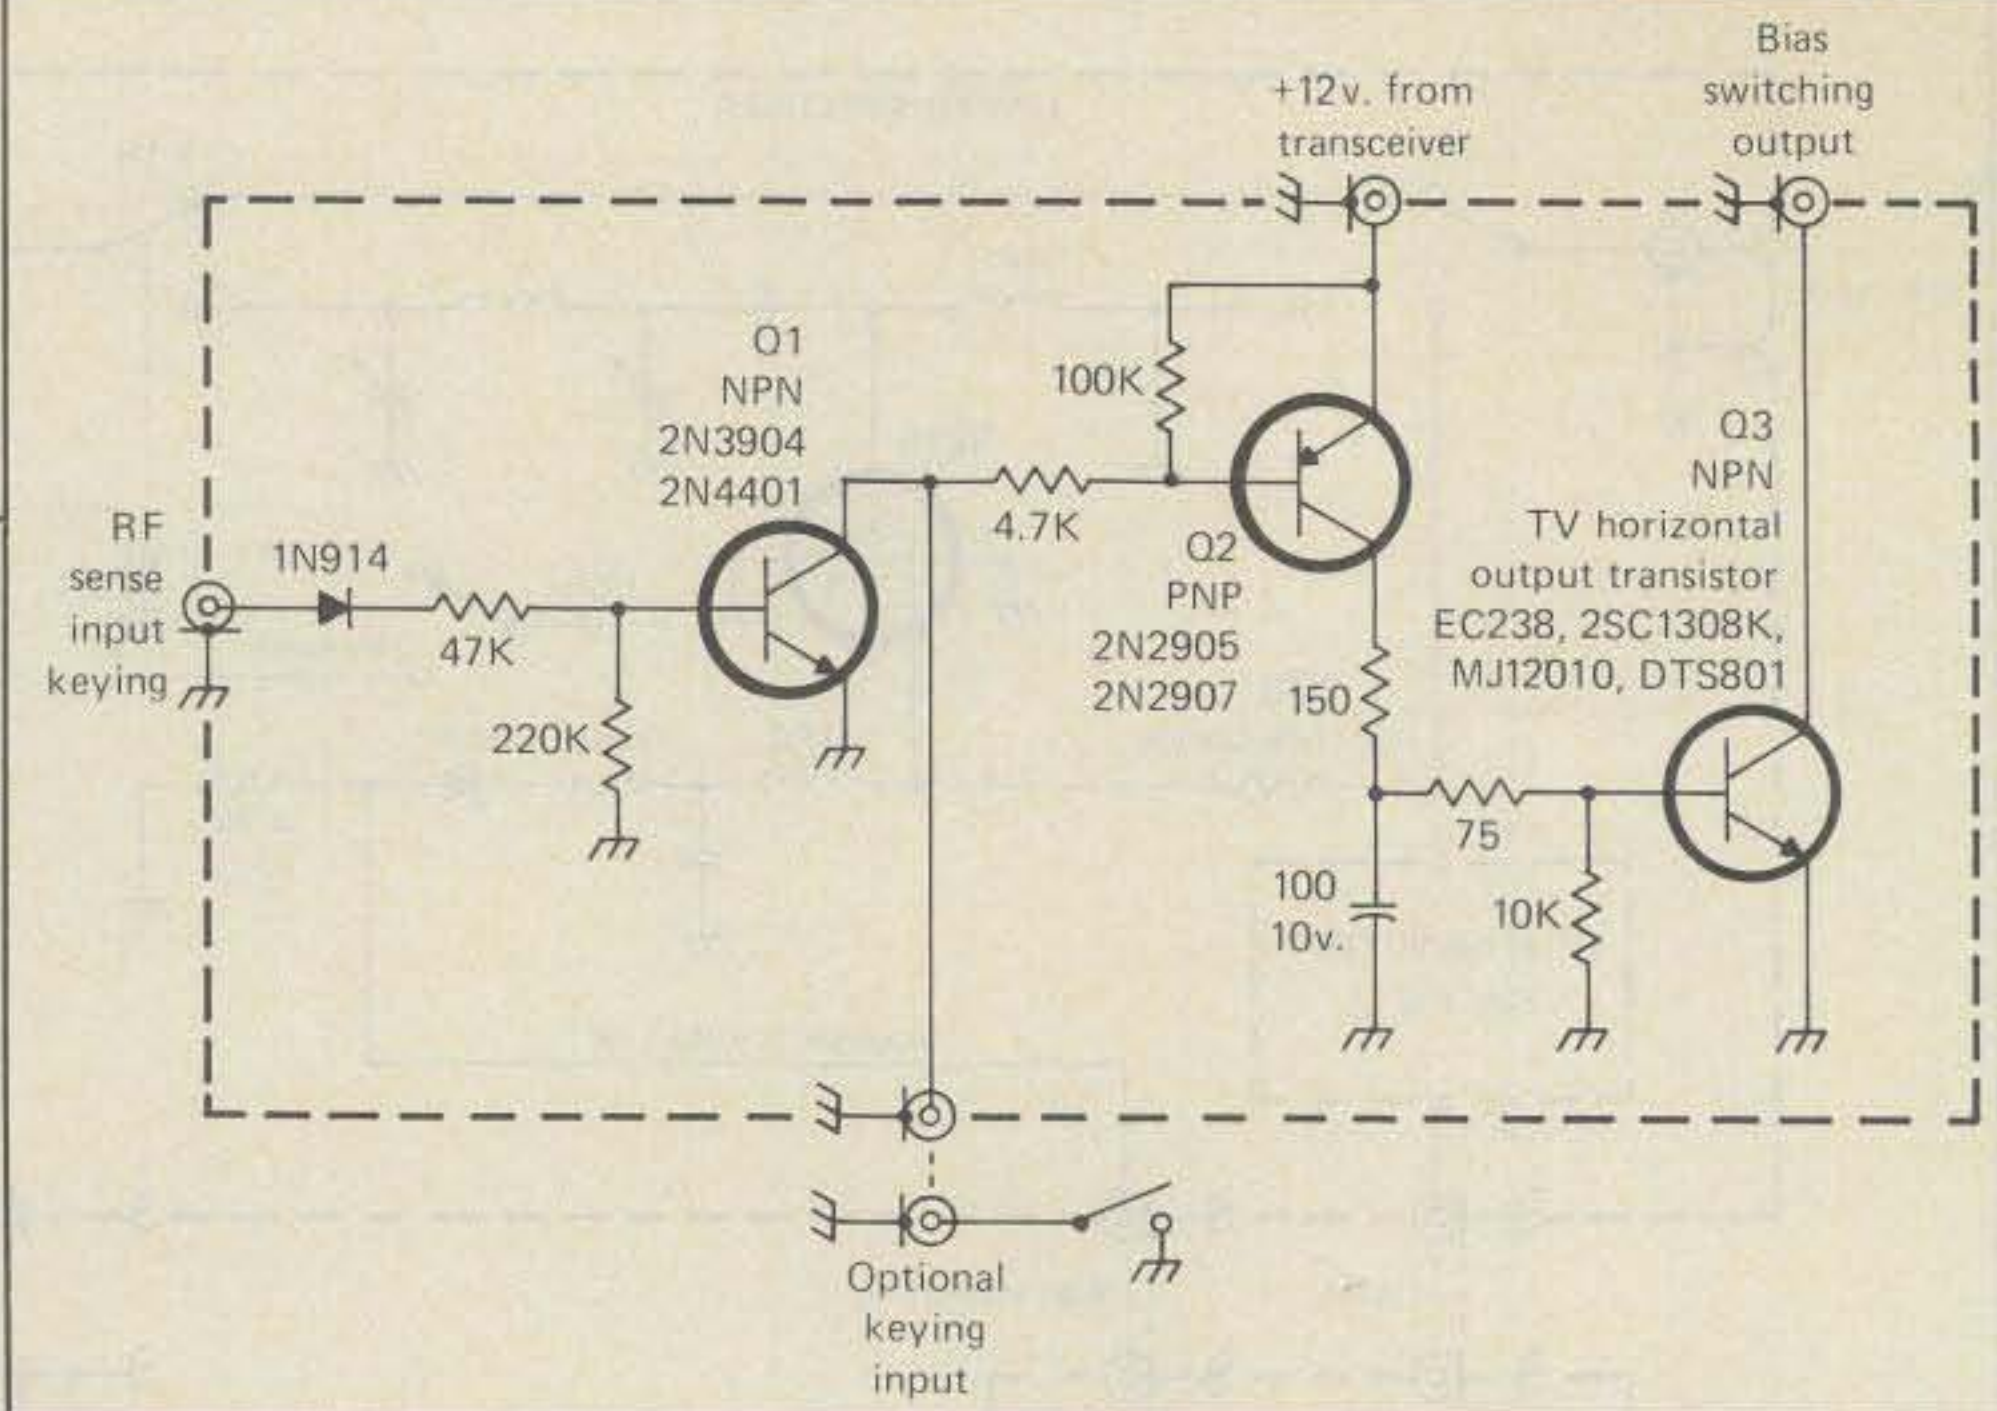 Bias
switching
output
+12v. from
transceiver
Q1
NPN
2N3904
2N4401
100K
Q3
NPN
TV horizontal
output transistor
EC238, 2SC1308K,
MJ12010, DTS801
RF
sense
input
keying
1N914
47K
4.7K
Q2
PNP
2N2905
2N2907
150
220K
75
100
10v.
10K
Optional
keying
input